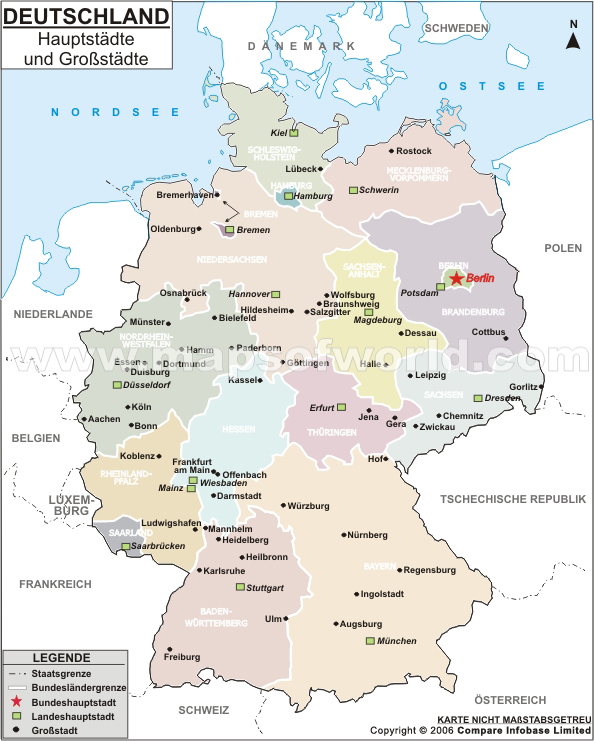 DEUTSCHLAND
Hauptstädte
und Großstädte
SCHWEDEN
N
DÄNEMARK
OSTSEE
NORDSEE
Kiel
SCHLESWIG-
HOLSTEIN
Rostock
Lübeck
MECKLENBURG-
VORPOMMERN
HAMBURG
Schwerin
Bremerhaven
Hamburg
BREMEN
Oldenburg
Bremen
POLEN
NIEDERSACHSEN
SACHSEN-
ANHALT
BERLIN
Berlin
Potsdam
Osnabrück
Hannover
Wolfsburg
Braunschweig
Hildesheim
Salzgitter
BRANDENBURG
NIEDERLANDE
Münster
Bielefeld
Magdeburg
NORDRHEIN-
WESTFALEN
Dessau
Cottbus
Hamm
Paderborn
www.mapsofworld.com
Essen
Dortmund
Göttingen
Halle
Duisburg
Leipzig
Düsseldorf
Kassel
Görlitz
SACHSEN
Dresden
Köln
Erfurt
Jena
Aachen
Chemnitz
Bonn
Gera
Zwickau
HESSEN
THÜRINGEN
BELGIEN
Koblenz
Hof
Frankfurt
am Main
Offenbach
RHEINLAND-
PFALZ
Wiesbaden
Mainz
Darmstadt
LUXEM-
BURG
TSCHECHISCHE REPUBLIK
Würzburg
Ludwigshafen
Mannheim
SAARLAND
Nürnberg
Heidelberg
Saarbrücken
Heilbronn
Karlsruhe
BAYERN
Regensburg
FRANKREICH
Stuttgart
Ingolstadt
BADEN-
WÜRTTEMBERG
Ulm
Augsburg
München
Freiburg
LEGENDE
Staatsgrenze
Bundesländergrenze
Bundeshauptstadt
Landeshauptstadt
Großstadt
SCHWEIZ
ÖSTERREICH
KARTE NICHT MAßSTABSGETREU
Copyright © 2006 Compare Infobase Limited